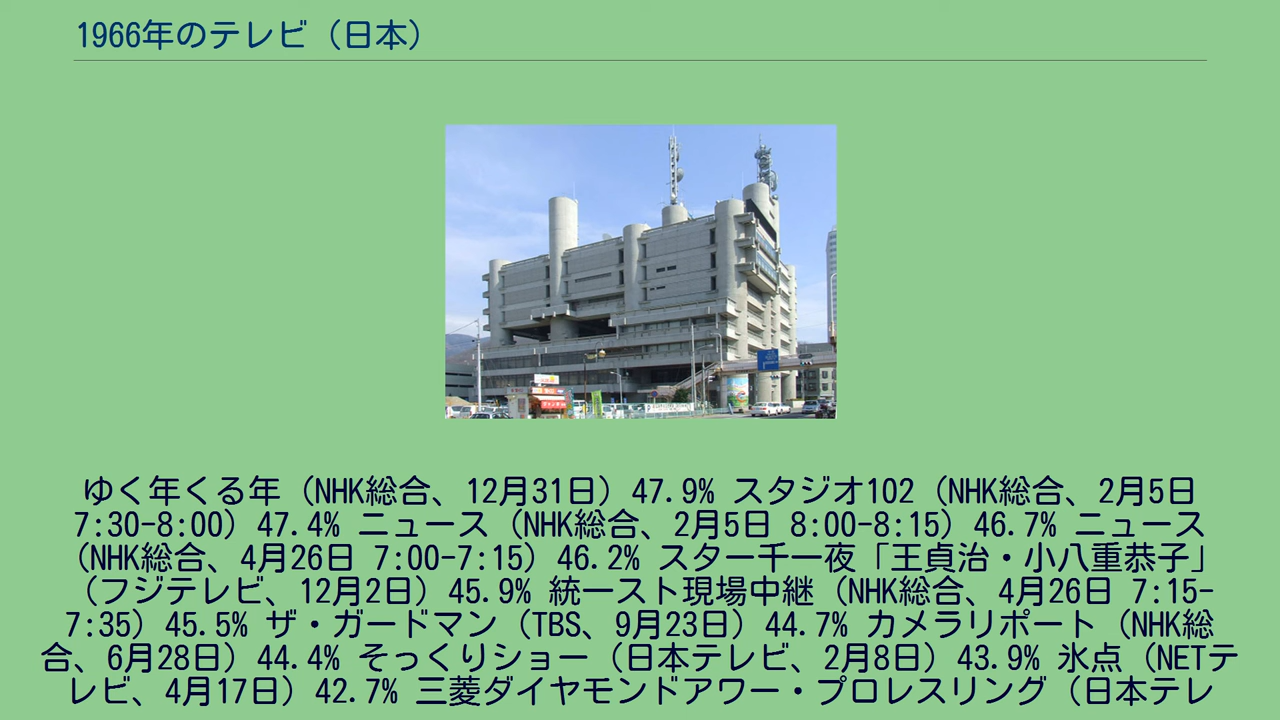 1966年のテレビ（日本）
ゆく年くる年（NHK総合、12月31日）47.9% スタジオ102（NHK総合、2月5日
7:30-8:00）47.4% ニュース（NHK総合、2月5日 8:00-8:15）46.7% ニュース
（NHK総合、4月26日 7:00-7:15）46.2% スター千一夜「王貞治・小八重恭子」
（フジテレビ、12月2日）45.9% 統一スト現場中継（NHK総合、4月26日 7:15-
7:35）45.5% ザ・ガードマン（TBS、9月23日）44.7% カメラリポート（NHK総
合、6月28日）44.4% そっくりショー（日本テレビ、2月8日）43.9% 氷点（NETテ
レビ、4月17日）42.7% 三菱ダイヤモンドアワー・プロレスリング（日本テレ